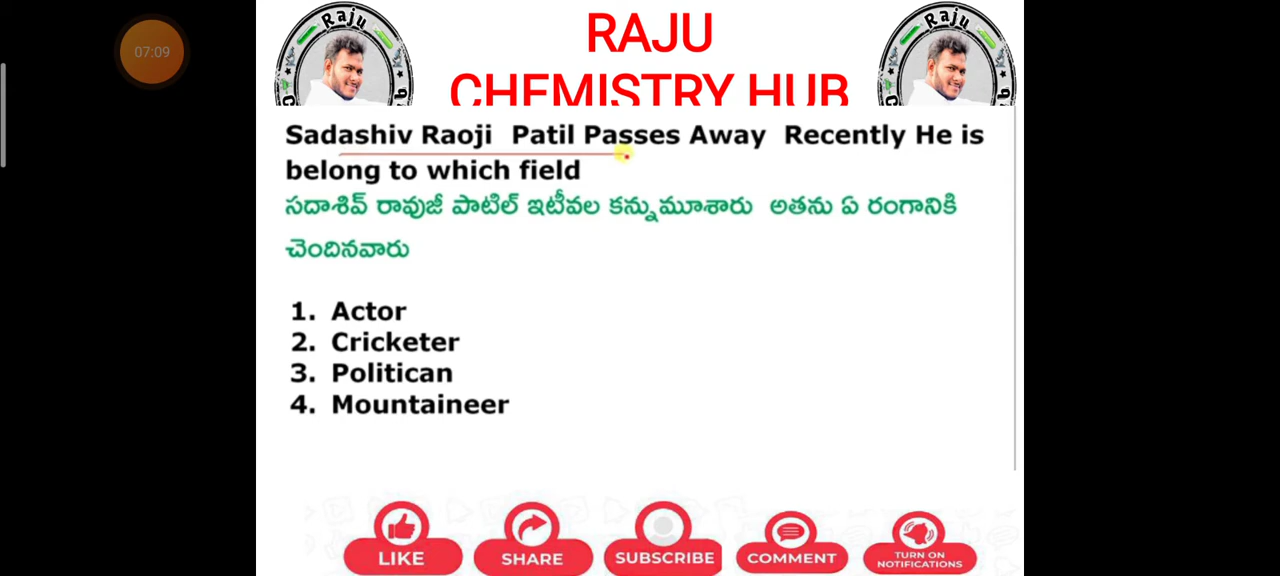 07:09
Raju
RAJU
Raju
CHEMISTRY HUB
Sadashiv Raoji Patil Passes Away Recently He is
belong to which field
సదాశివ్ రావుజీ పాటిల్ ఇటీవల కన్నుమూశారు అతను ఏ రంగానికి
చెందినవారు
1. Actor
2. Cricketer
3. Politican
4. Mountaineer
LIKE
SHARE
SUBSCRIBE
COMMENT
TURN ON
NOTIFICATIONS